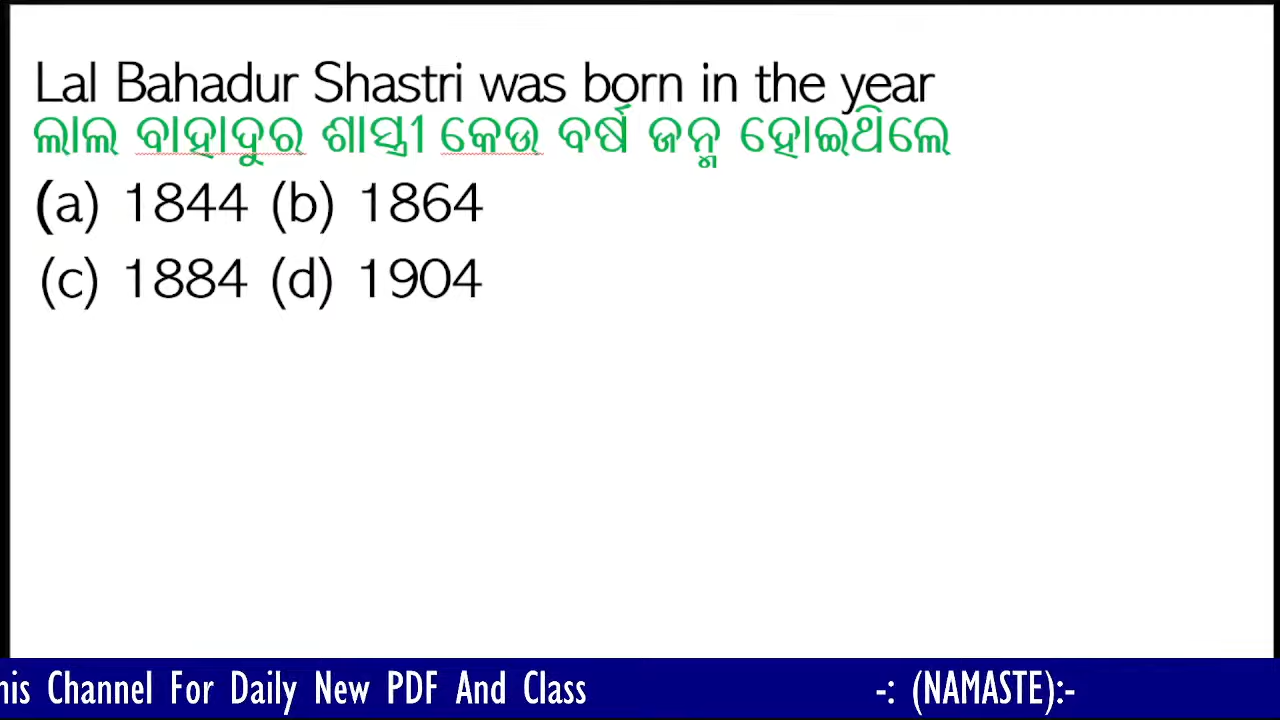 Lal Bahadur Shastri was born in the year
ଲାଲ ବାହାଦୁର ଶାସ୍ତ୍ରୀ କେଉ ବର୍ଷ ଜନ୍ମ ହୋଇଥିଲେ
(a) 1844 (b) 1864
(c) 1884 (d) 1904
his Channel For Daily New PDF And Class -: (NAMASTE):-